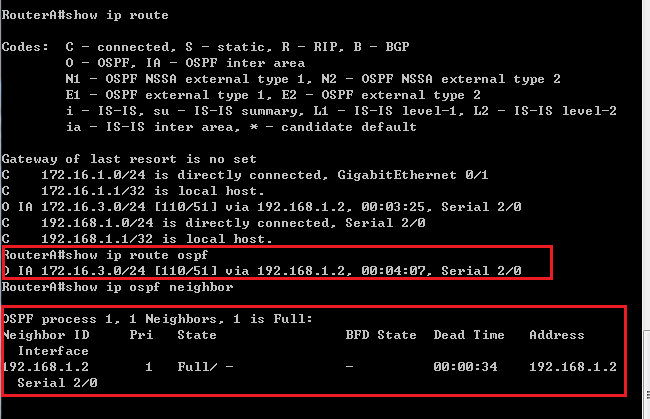 RouterA#show ip route
Codes:  C - connected, S - static, R - RIP, B - BGP
        O - OSPF, IA - OSPF inter area
        N1 - OSPF NSSA external type 1, N2 - OSPF NSSA external type 2
        E1 - OSPF external type 1, E2 - OSPF external type 2
        i - IS-IS, su - IS-IS summary, L1 - IS-IS level-1, L2 - IS-IS level-2
        ia - IS-IS inter area, * - candidate default
Gateway of last resort is no set
C    172.16.1.0/24 is directly connected, GigabitEthernet 0/1
C    172.16.1.1/32 is local host.
O IA 172.16.3.0/24 [110/51] via 192.168.1.2, 00:03:25, Serial 2/0
C    192.168.1.0/24 is directly connected, Serial 2/0
C    192.168.1.1/32 is local host.
RouterA#show ip route ospf
O IA 172.16.3.0/24 [110/51] via 192.168.1.2, 00:04:07, Serial 2/0
RouterA#show ip ospf neighbor
OSPF process 1, 1 Neighbors, 1 is Full:
Neighbor ID     Pri   State                BFD State  Dead Time   Address
  Interface
192.168.1.2       1   Full/ -              -          00:00:34    192.168.1.2
  Serial 2/0